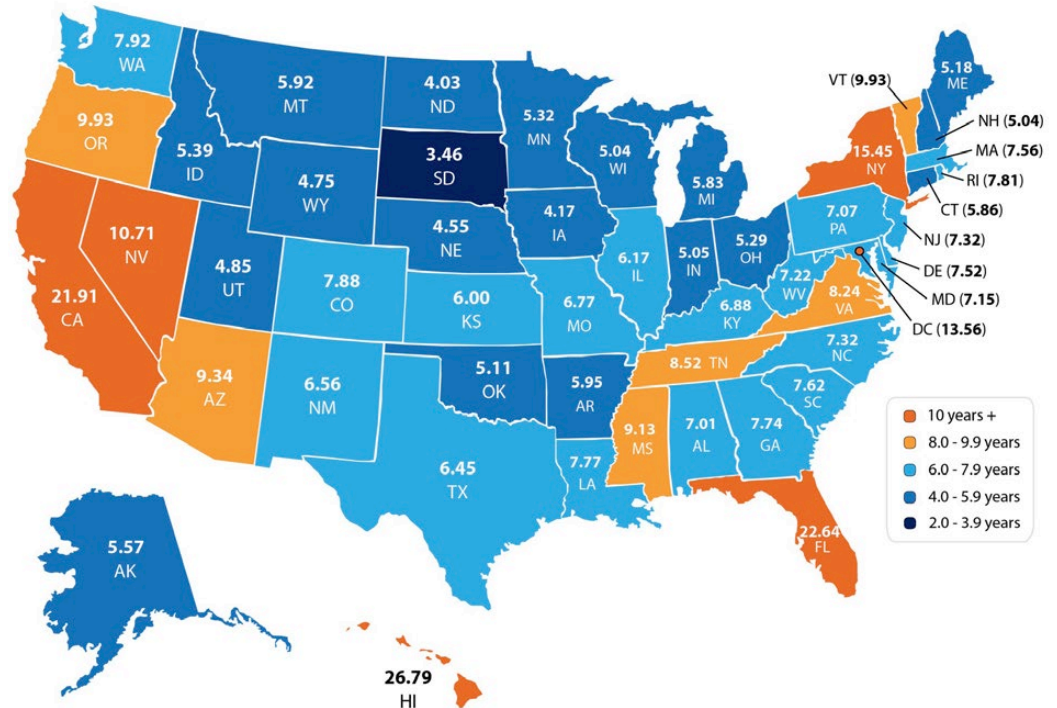 7.92
WA
9.93
OR
21.91
CA
10.71
NV
5.39
ID
5.92
MT
4.75
WY
4.85
UT
9.34
AZ
7.88
CO
6.56
NM
4.03
ND
3.46
SD
4.55
NE
6.00
KS
5.11
OK
6.45
TX
5.32
MN
4.17
IA
6.77
MO
5.95
AR
7.77
LA
5.04
WI
6.17
IL
5.83
MI
5.05
IN
5.29
OH
6.88
KY
8.52 TN
9.13
MS
7.01
AL
7.74
GA
22.64
FL
7.62
SC
7.32
NC
8.24
VA
7.22
WV
7.07
PA
15.45
NY
5.18
ME
VT (9.93)
NH (5.04)
MA (7.56)
RI (7.81)
CT (5.86)
NJ (7.32)
DE (7.52)
MD (7.15)
DC (13.56)
5.57
AK
26.79
HI
10 years +
8.0 - 9.9 years
6.0 - 7.9 years
4.0 - 5.9 years
2.0 - 3.9 years